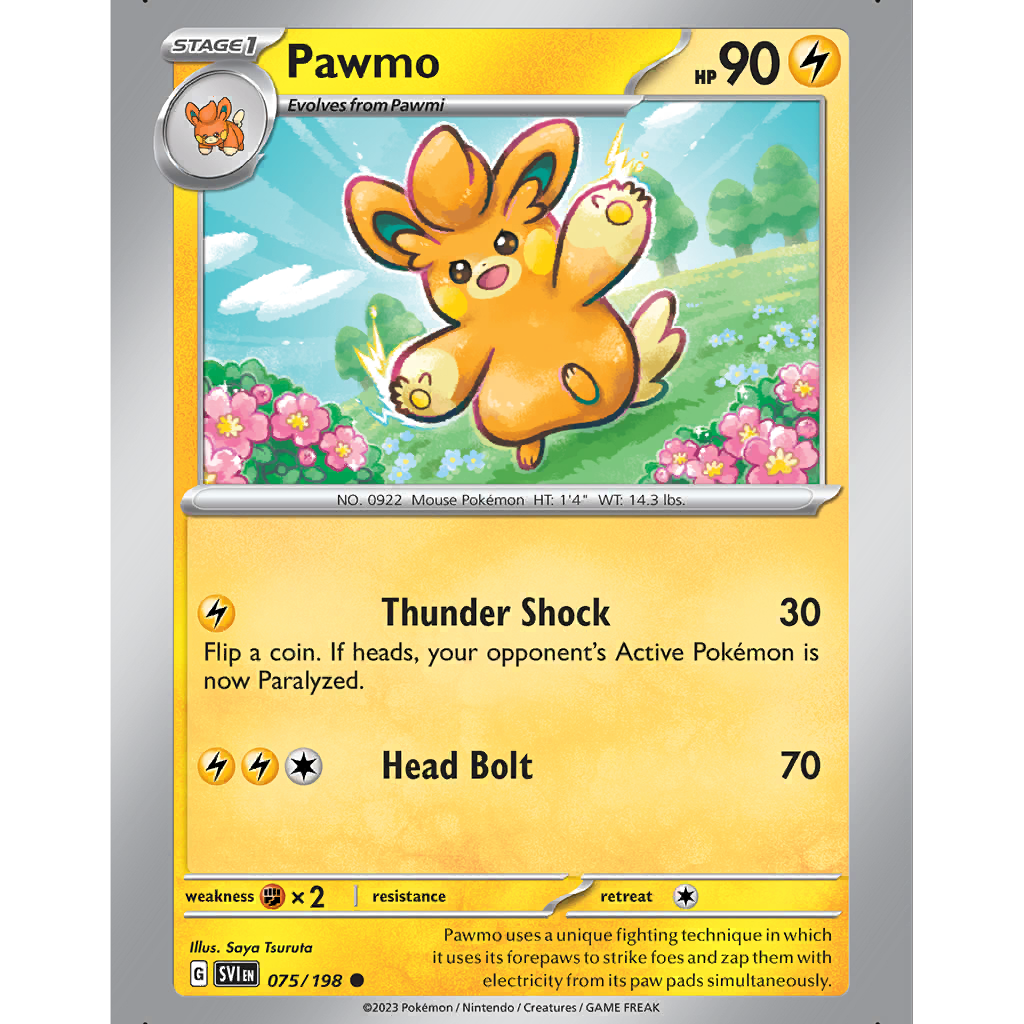 STAGE1
Pawmo
HP 90
Evolves from Pawmi
NO. 0922 Mouse Pokémon HT: 1'4" WT: 14.3 lbs.
Thunder Shock 30
Flip a coin. If heads, your opponent's Active Pokémon is
now Paralyzed.
Head Bolt 70
weakness ×2 resistance retreat
Illus. Saya Tsuruta
Pawmo uses a unique fighting technique in which
it uses its forepaws to strike foes and zap them with
electricity from its paw pads simultaneously.
G SVI EN 075/198
©2023 Pokémon / Nintendo / Creatures / GAME FREAK